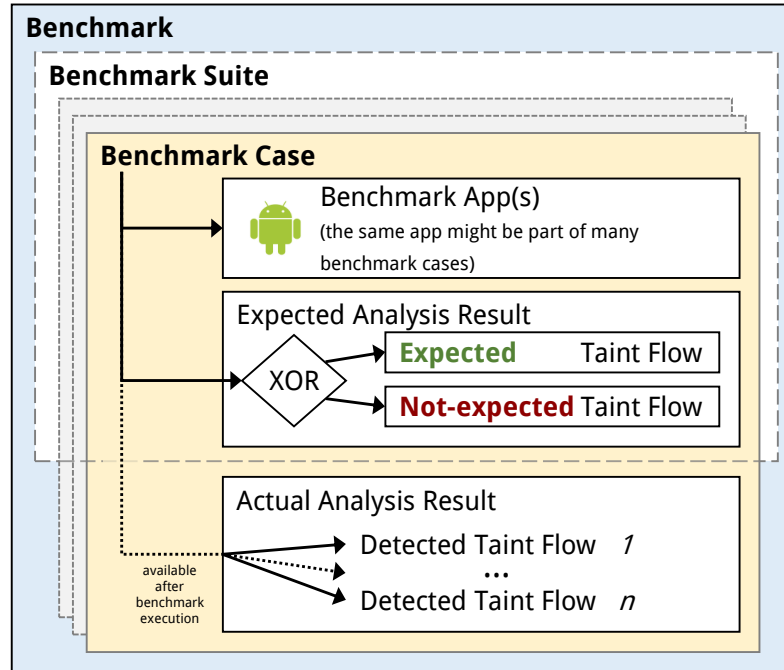 Benchmark
Benchmark Suite
Benchmark Case
Benchmark App(s)
(the same app might be part of many
benchmark cases)
Expected Analysis Result
XOR
Expected Taint Flow
Not-expected Taint Flow
Actual Analysis Result
Detected Taint Flow 1
...
Detected Taint Flow n
available
after
benchmark
execution